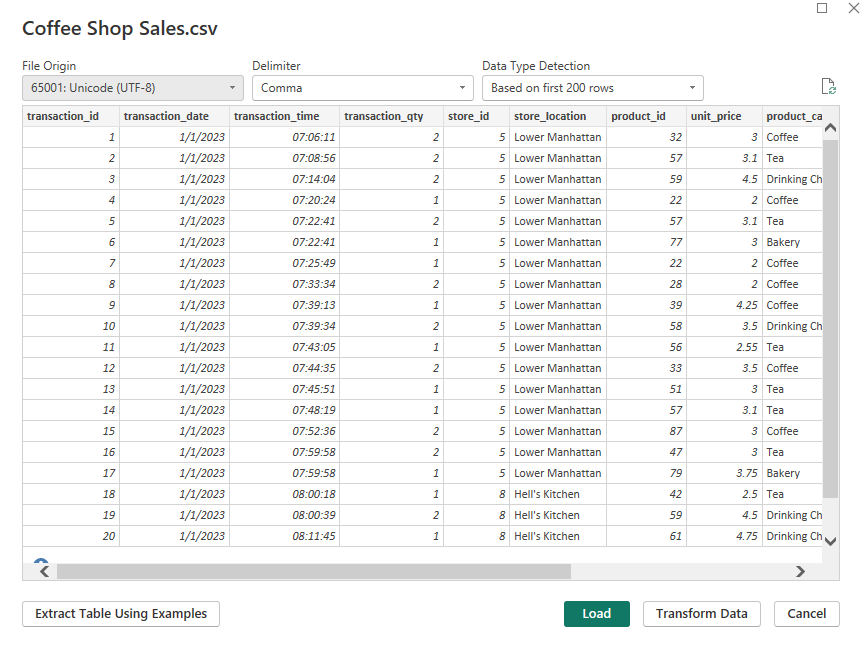 Coffee Shop Sales.csv
File Origin Delimiter Data Type Detection
65001: Unicode (UTF-8) Comma Based on first 200 rows
transaction_id transaction_date transaction_time transaction_qty store_id store_location product_id unit_price product_ca
1 1/1/2023 07:06:11 2 5 Lower Manhattan 32 3 Coffee
2 1/1/2023 07:08:56 2 5 Lower Manhattan 57 3.1 Tea
3 1/1/2023 07:14:04 2 5 Lower Manhattan 59 4.5 Drinking Ch
4 1/1/2023 07:20:24 1 5 Lower Manhattan 22 2 Coffee
5 1/1/2023 07:22:41 2 5 Lower Manhattan 57 3.1 Tea
6 1/1/2023 07:22:41 1 5 Lower Manhattan 77 3 Bakery
7 1/1/2023 07:25:49 1 5 Lower Manhattan 22 2 Coffee
8 1/1/2023 07:33:34 2 5 Lower Manhattan 28 2 Coffee
9 1/1/2023 07:39:13 1 5 Lower Manhattan 39 4.25 Coffee
10 1/1/2023 07:39:34 2 5 Lower Manhattan 58 3.5 Drinking Ch
11 1/1/2023 07:43:05 1 5 Lower Manhattan 56 2.55 Tea
12 1/1/2023 07:44:35 2 5 Lower Manhattan 33 3.5 Coffee
13 1/1/2023 07:45:51 1 5 Lower Manhattan 51 3 Tea
14 1/1/2023 07:48:19 1 5 Lower Manhattan 57 3.1 Tea
15 1/1/2023 07:52:36 2 5 Lower Manhattan 87 3 Coffee
16 1/1/2023 07:59:58 2 5 Lower Manhattan 47 3 Tea
17 1/1/2023 07:59:58 1 5 Lower Manhattan 79 3.75 Bakery
18 1/1/2023 08:00:18 1 8 Hell's Kitchen 42 2.5 Tea
19 1/1/2023 08:00:39 2 8 Hell's Kitchen 59 4.5 Drinking Ch
20 1/1/2023 08:11:45 1 8 Hell's Kitchen 61 4.75 Drinking Ch
Extract Table Using Examples Load Transform Data Cancel